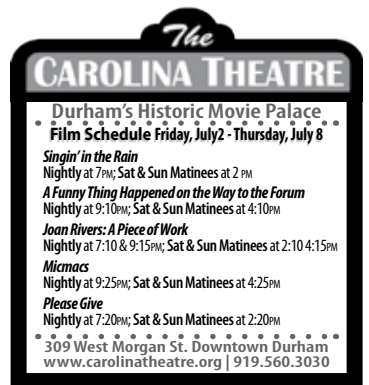 The
CAROLINA THEATRE
Durham's Historic Movie Palace
Film Schedule Friday, July2 - Thursday, July 8
Singin' in the Rain
Nightly at 7PM; Sat & Sun Matinees at 2 PM
A Funny Thing Happened on the Way to the Forum
Nightly at 9:10PM; Sat & Sun Matinees at 4:10PM
Joan Rivers: A Piece of Work
Nightly at 7:10 & 9:15PM; Sat & Sun Matinees at 2:10 4:15PM
Micmacs
Nightly at 9:25PM; Sat & Sun Matinees at 4:25PM
Please Give
Nightly at 7:20PM; Sat & Sun Matinees at 2:20PM
309 West Morgan St. Downtown Durham
www.carolinatheatre.org | 919.560.3030